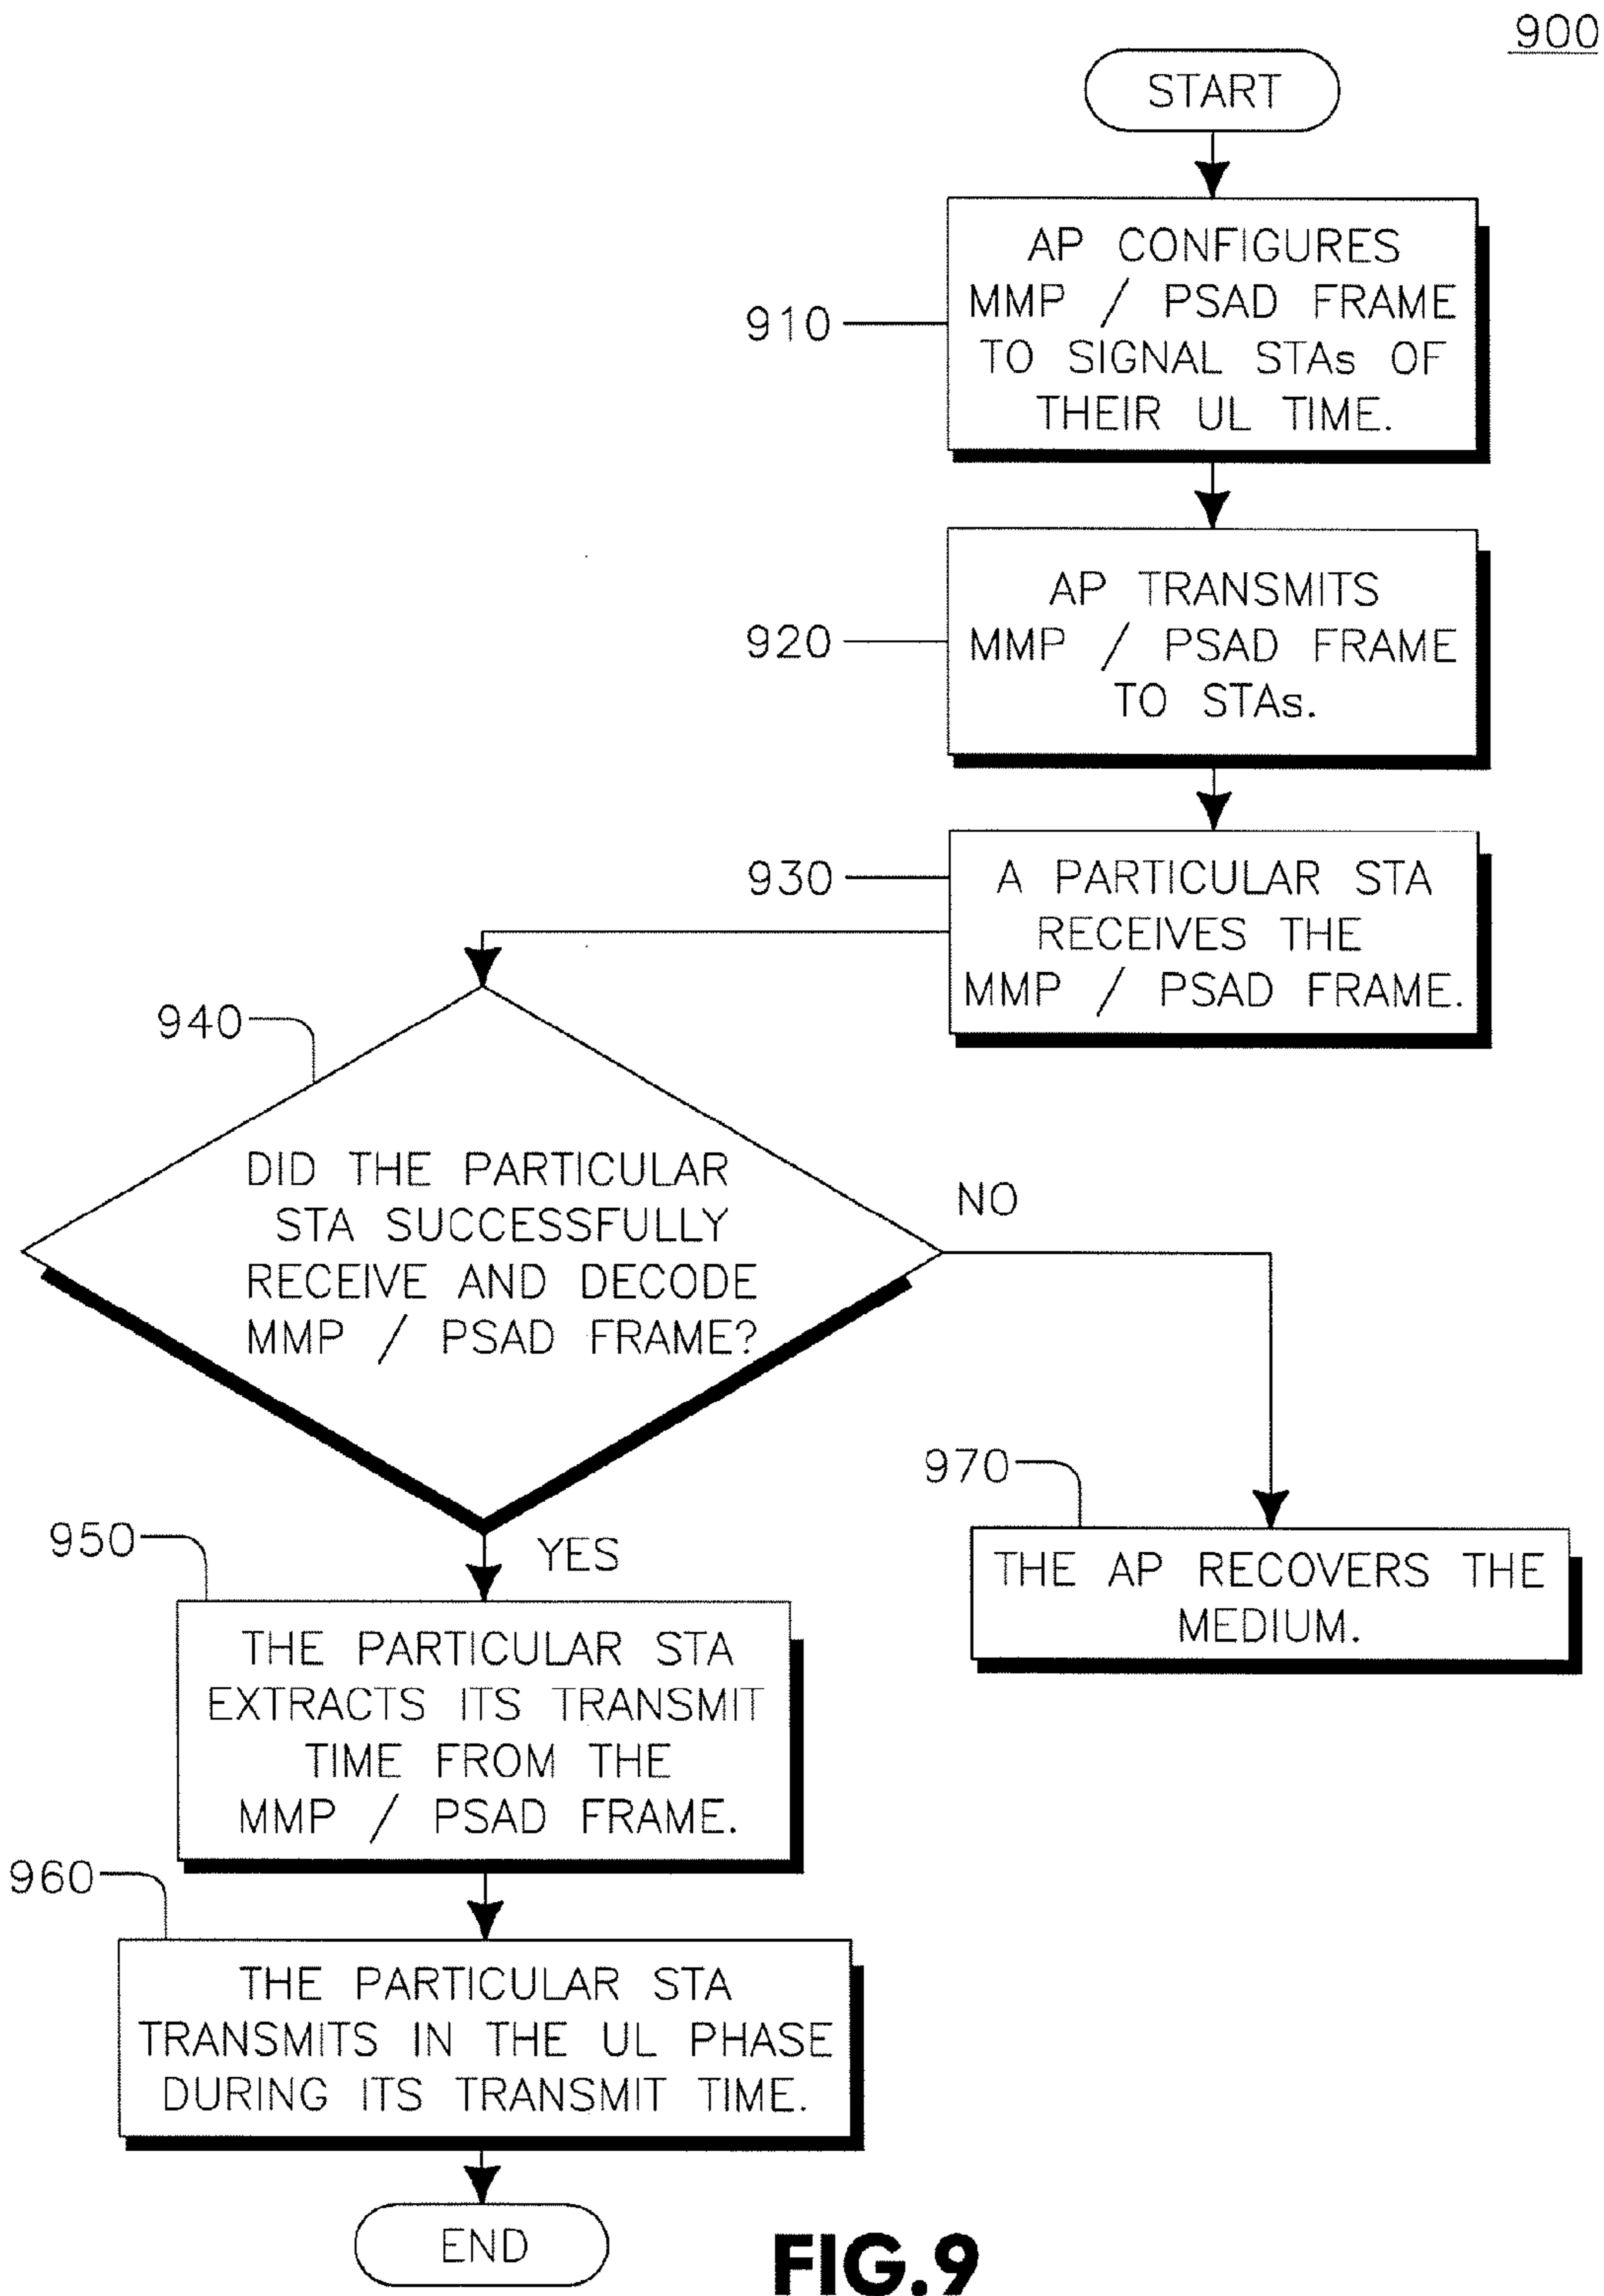 900
START
AP CONFIGURES
MMP / PSAD FRAME
TO SIGNAL STAs OF
THEIR UL TIME.
910
AP TRANSMITS
MMP / PSAD FRAME
TO STAs.
920
930
A PARTICULAR STA
RECEIVES THE
MMP / PSAD FRAME.
940
DID THE PARTICULAR
STA SUCCESSFULLY
RECEIVE AND DECODE
MMP / PSAD FRAME?
NO
970
THE AP RECOVERS THE
MEDIUM.
YES
950
THE PARTICULAR STA
EXTRACTS ITS TRANSMIT
TIME FROM THE
MMP / PSAD FRAME.
960
THE PARTICULAR STA
TRANSMITS IN THE UL PHASE
DURING ITS TRANSMIT TIME.
END
FIG.9